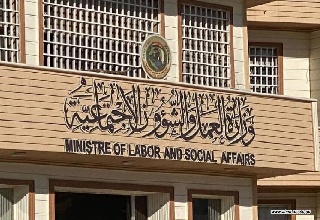 وزارة العمل والشؤون الاجتماعية
MINISTRE OF LABOR AND SOCIAL AFFAIRS